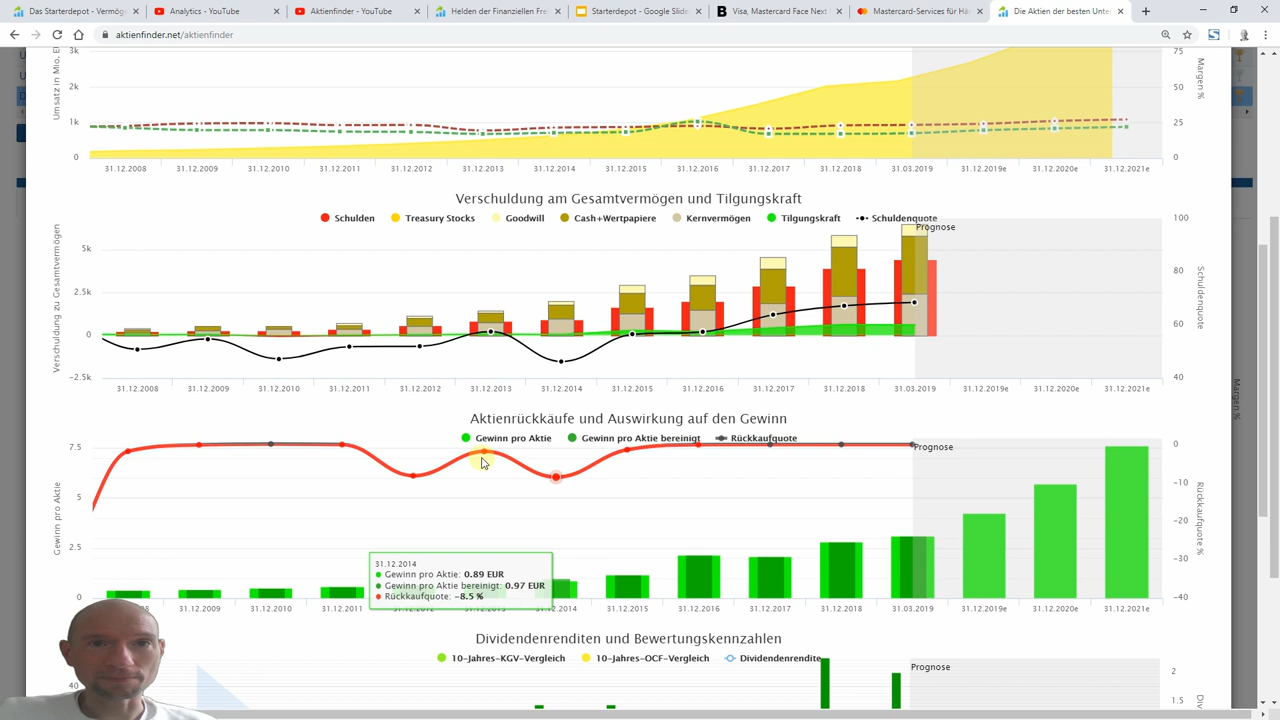 Das Starterdepot - Vermö
Analytics - YouTube
Aktienfinder - YouTube
Helden der Finanziellen Frei
Starterdepot - Google Slide
Visa, Mastercard Face Next
Mastercard-Services für Hä
Die Aktien der besten Unter
aktienfinder.net/aktienfinder
Umsatz in Mio, E
3k
2k
1k
0
75
50
25
0
Margen %
31.12.2008 31.12.2009 31.12.2010 31.12.2011 31.12.2012 31.12.2013 31.12.2014 31.12.2015 31.12.2016 31.12.2017 31.12.2018 31.03.2019 31.12.2019e 31.12.2020e 31.12.2021e
Verschuldung am Gesamtvermögen und Tilgungskraft
Schulden Treasury Stocks Goodwill Cash+Wertpapiere Kernvermögen Tilgungskraft Schuldenquote
Prognose
Verschuldung zu Gesamtvermögen
5k
2.5k
0
−2.5k
100
80
60
40
Schuldenquote
31.12.2008 31.12.2009 31.12.2010 31.12.2011 31.12.2012 31.12.2013 31.12.2014 31.12.2015 31.12.2016 31.12.2017 31.12.2018 31.03.2019 31.12.2019e 31.12.2020e 31.12.2021e
Margen %
Aktienrückkäufe und Auswirkung auf den Gewinn
Gewinn pro Aktie Gewinn pro Aktie bereinigt Rückkaufquote
Prognose
Gewinn pro Aktie
7.5
5
2.5
0
0
−10
−20
−30
−40
Rückkaufquote %
31.12.2014
Gewinn pro Aktie: 0.89 EUR
Gewinn pro Aktie bereinigt: 0.97 EUR
Rückkaufquote: −8.5 %
2008 31.12.2009 31.12.2010 31.12.2011 31.12.2012 31.12.2013 31.12.2014 31.12.2015 31.12.2016 31.12.2017 31.12.2018 31.03.2019 31.12.2019e 31.12.2020e 31.12.2021e
Dividendenrenditen und Bewertungskennzahlen
10-Jahres-KGV-Vergleich 10-Jahres-OCF-Vergleich Dividendenrendite
Prognose
40
2
1.5